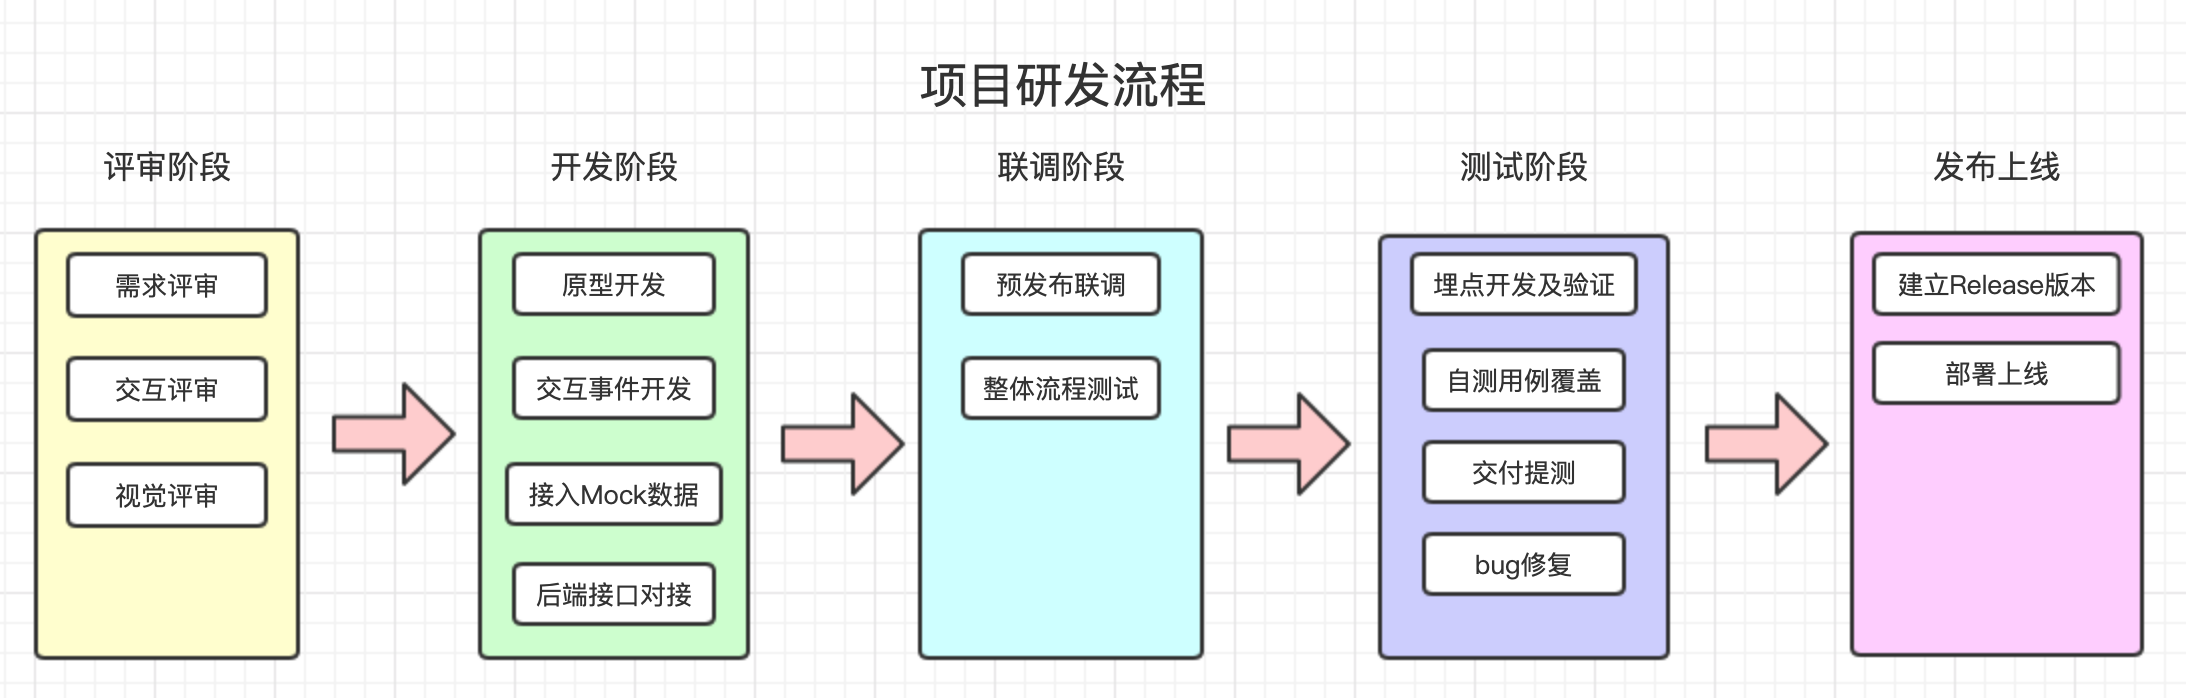 项目研发流程
评审阶段
需求评审
交互评审
视觉评审
开发阶段
原型开发
交互事件开发
接入Mock数据
后端接口对接
联调阶段
预发布联调
整体流程测试
测试阶段
埋点开发及验证
自测用例覆盖
交付提测
bug修复
发布上线
建立Release版本
部署上线